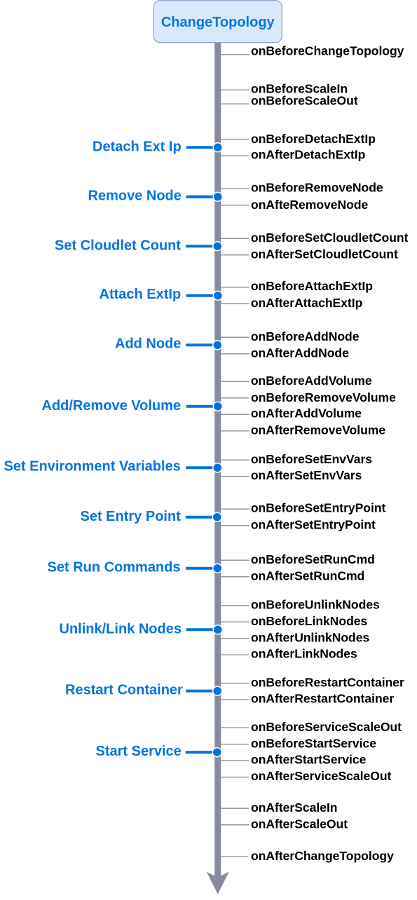 ChangeTopology
onBeforeChangeTopology
onBeforeScaleIn
onBeforeScaleOut
Detach Ext Ip
onBeforeDetachExtIp
onAfterDetachExtIp
Remove Node
onBeforeRemoveNode
onAfteRemoveNode
Set Cloudlet Count
onBeforeSetCloudletCount
onAfterSetCloudletCount
Attach ExtIp
onBeforeAttachExtIp
onAfterAttachExtIp
Add Node
onBeforeAddNode
onAfterAddNode
Add/Remove Volume
onBeforeAddVolume
onBeforeRemoveVolume
onAfterAddVolume
onAfterRemoveVolume
Set Environment Variables
onBeforeSetEnvVars
onAfterSetEnvVars
Set Entry Point
onBeforeSetEntryPoint
onAfterSetEntryPoint
Set Run Commands
onBeforeSetRunCmd
onAfterSetRunCmd
Unlink/Link Nodes
onBeforeUnlinkNodes
onBeforeLinkNodes
onAfterUnlinkNodes
onAfterLinkNodes
Restart Container
onBeforeRestartContainer
onAfterRestartContainer
Start Service
onBeforeServiceScaleOut
onBeforeStartService
onAfterStartService
onAfterServiceScaleOut
onAfterScaleIn
onAfterScaleOut
onAfterChangeTopology